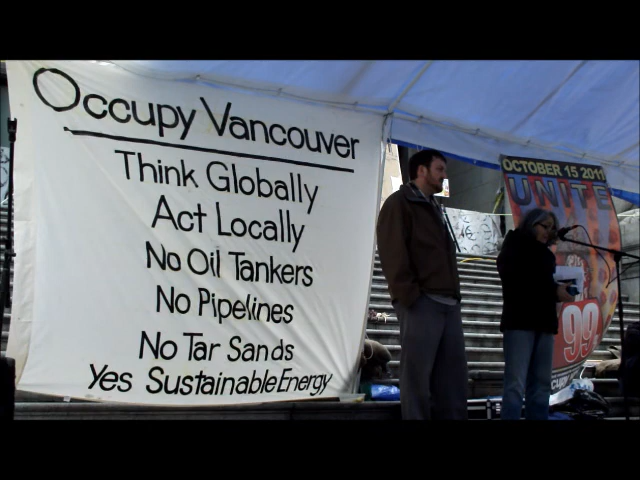 Occupy Vancouver
Think Globally
Act Locally
No Oil Tankers
No Pipelines
No Tar Sands
Yes Sustainable Energy
OCTOBER 15 2011
UNITE
99